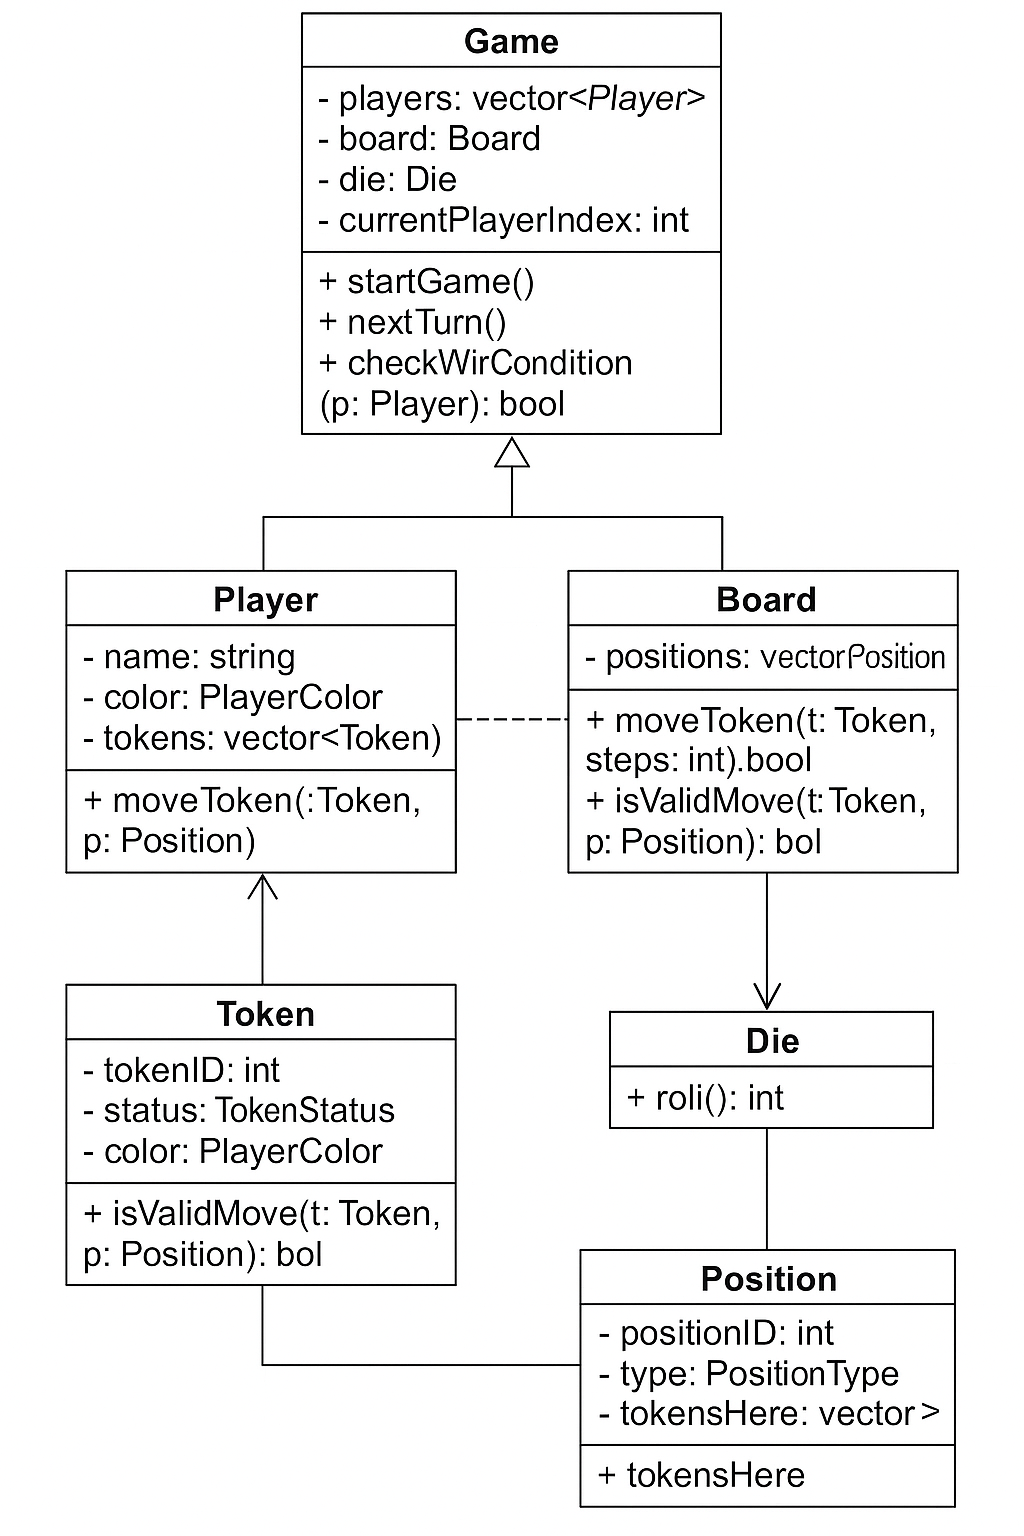 Game
- players: vector<Player>
- board: Board
- die: Die
- currentPlayerIndex: int
+ startGame()
+ nextTurn()
+ checkWirCondition
(p: Player): bool
Player
- name: string
- color: PlayerColor
- tokens: vector<Token)
+ moveToken(:Token,
p: Position)
Board
- positions: vectorPosition
+ moveToken(t: Token,
steps: int).bool
+ isValidMove(t: Token,
p: Position): bol
Token
- tokenID: int
- status: TokenStatus
- color: PlayerColor
+ isValidMove(t: Token,
p: Position): bol
Die
+ roli(): int
Position
- positionID: int
- type: PositionType
- tokensHere: vector >
+ tokensHere